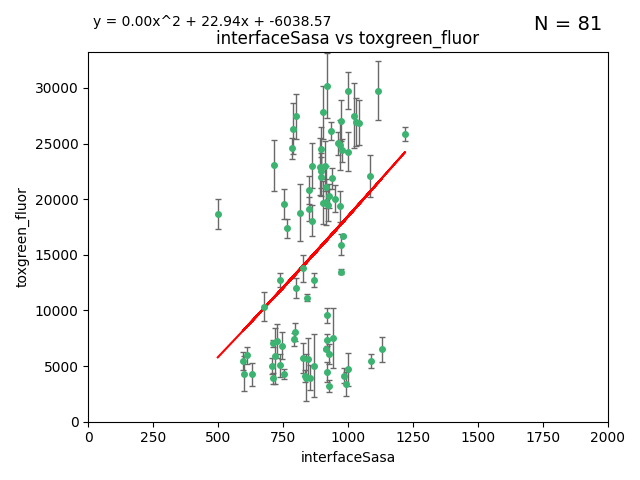 y = 0.00x^2 + 22.94x + -6038.57
N = 81
interfaceSasa vs toxgreen_fluor
30000
25000
20000
15000
10000
5000
0
toxgreen_fluor
0 250 500 750 1000 1250 1500 1750 2000
interfaceSasa